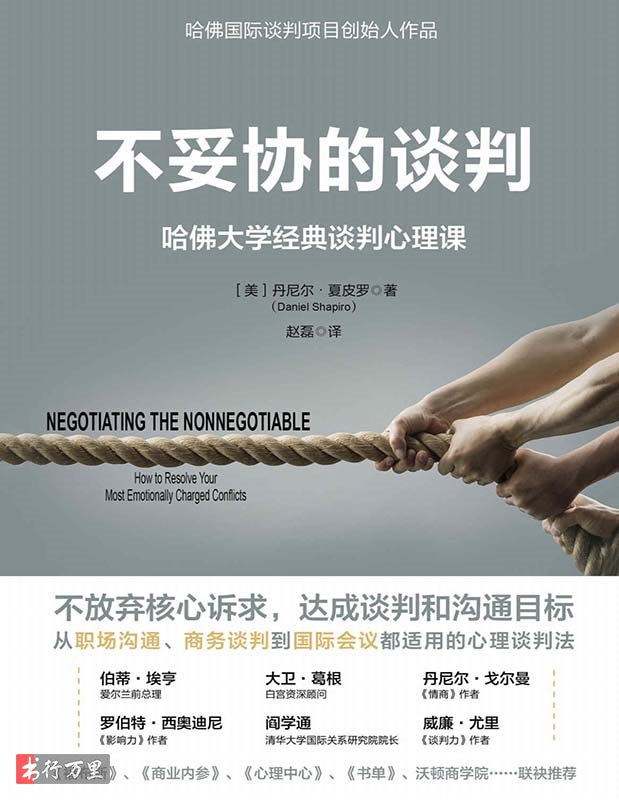 哈佛国际谈判项目创始人作品
不妥协的谈判
哈佛大学经典谈判心理课
［美］丹尼尔·夏皮罗◎著
（Daniel Shapiro）
赵磊◎译
NEGOTIATING THE NONNEGOTIABLE
How to Resolve Your
Most Emotionally Charged Conflicts
不放弃核心诉求，达成谈判和沟通目标
从职场沟通、商务谈判到国际会议都适用的心理谈判法
伯蒂·埃亨 大卫·葛根 丹尼尔·戈尔曼
爱尔兰前总理 白宫资深顾问 《情商》作者
罗伯特·西奥迪尼 阎学通 威廉·尤里
《影响力》作者 清华大学国际关系研究院院长 《谈判力》作者
书行万里
》、《商业内参》、《心理中心》、《书单》、沃顿商学院……联袂推荐